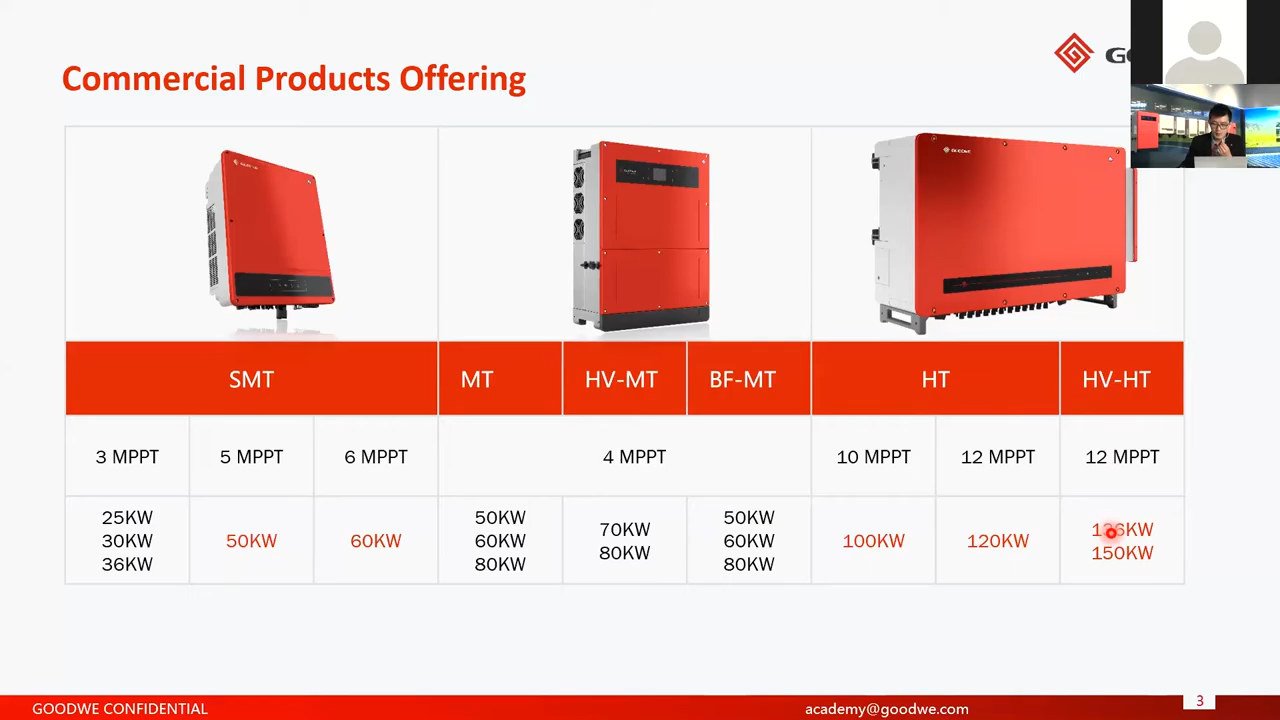 Commercial Products Offering
SMT
MT
HV-MT
BF-MT
HT
HV-HT
3 MPPT
5 MPPT
6 MPPT
4 MPPT
10 MPPT
12 MPPT
12 MPPT
25KW
30KW
36KW
50KW
60KW
50KW
60KW
80KW
70KW
80KW
50KW
60KW
80KW
100KW
120KW
150KW
GOODWE CONFIDENTIAL
academy@goodwe.com
3